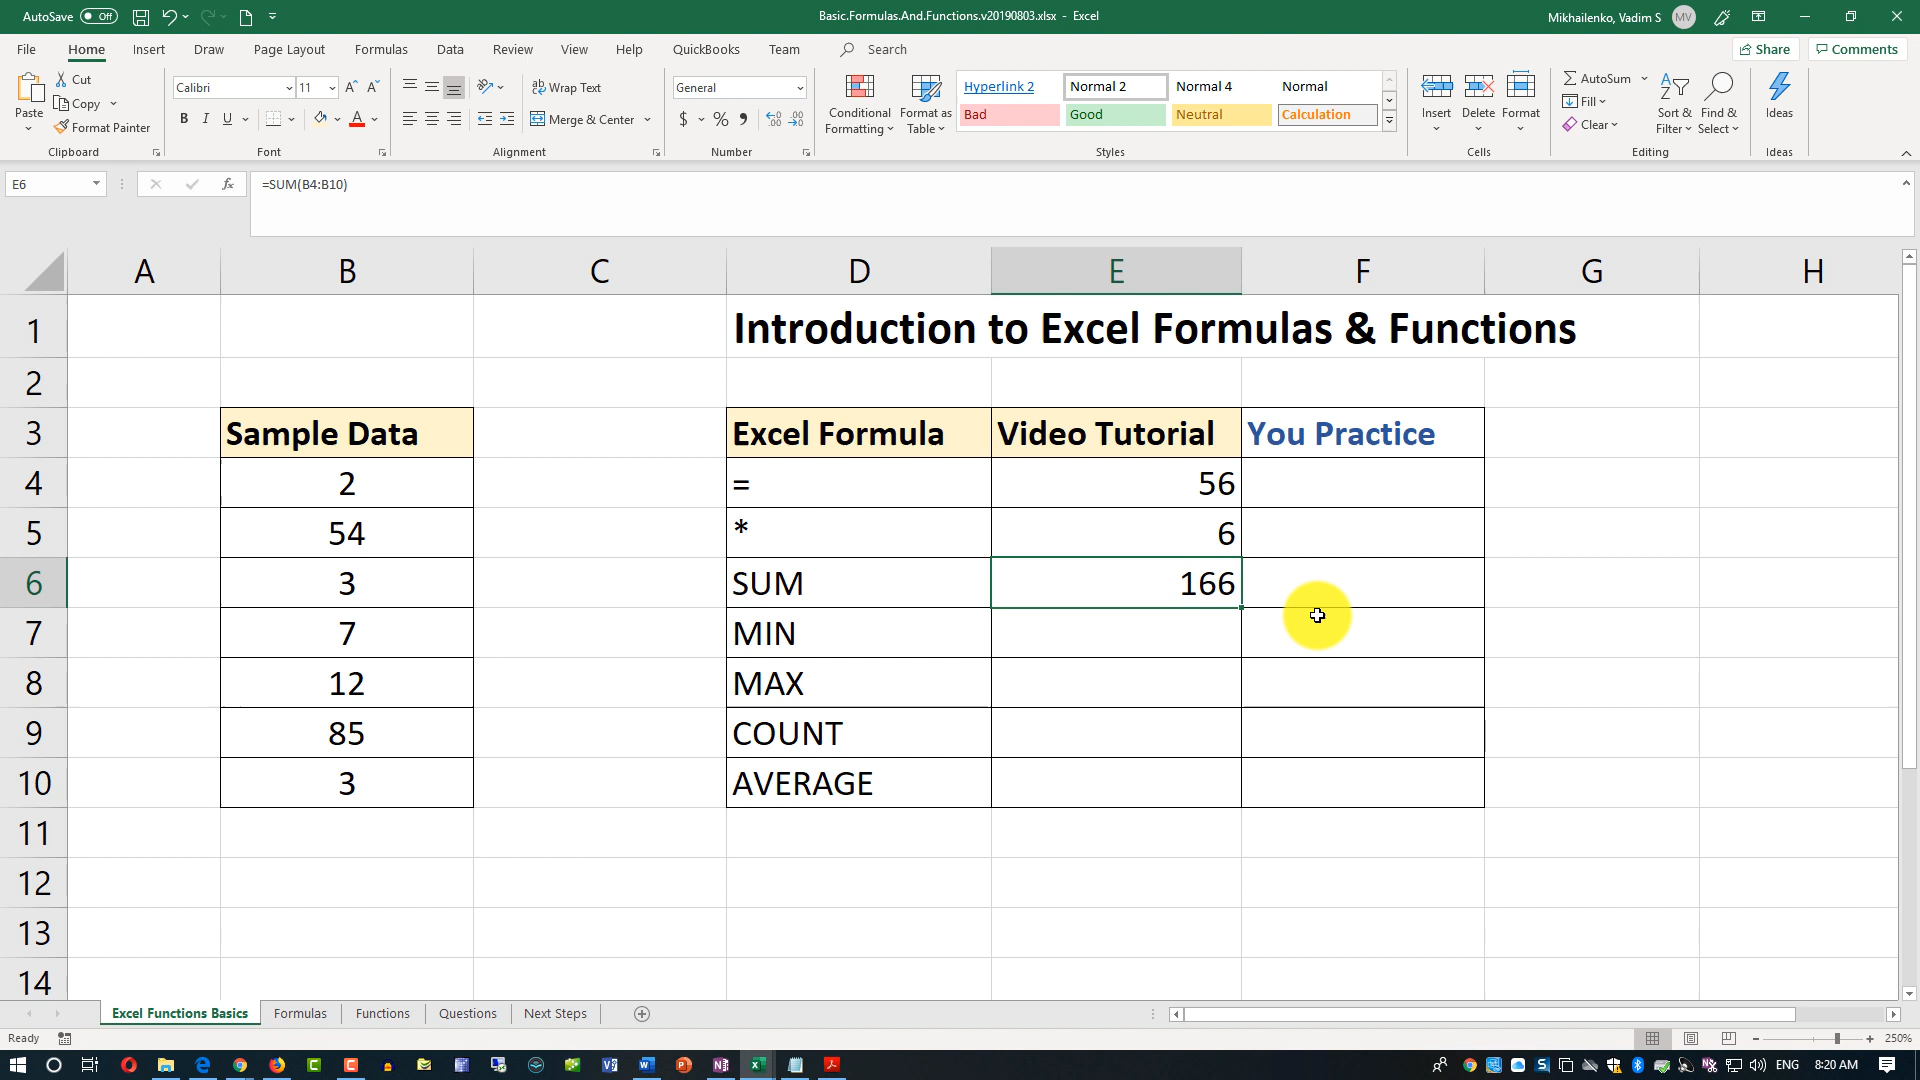 AutoSave Off Basic.Formulas.And.Functions.v20190803.xlsx - Excel Mikhailenko, Vadim S MV
File Home Insert Draw Page Layout Formulas Data Review View Help QuickBooks Team Search Share Comments
Paste Cut Copy Format Painter Clipboard
Calibri 11 B I U A Font
Wrap Text Merge & Center Alignment
General $ % Number
Conditional Formatting Format as Table
Hyperlink 2 Normal 2 Normal 4 Normal
Bad Good Neutral Calculation
Styles
Insert Delete Format Cells
AutoSum Fill Clear Sort & Filter Find & Select Editing
Ideas Ideas
E6 fx =SUM(B4:B10)
A B C D E F G H
1 Introduction to Excel Formulas & Functions
2
3 Sample Data Excel Formula Video Tutorial You Practice
4 2 = 56
5 54 * 6
6 3 SUM 166
7 7 MIN
8 12 MAX
9 85 COUNT
10 3 AVERAGE
11
12
13
14
Excel Functions Basics Formulas Functions Questions Next Steps
Ready 250%
ENG 8:20 AM